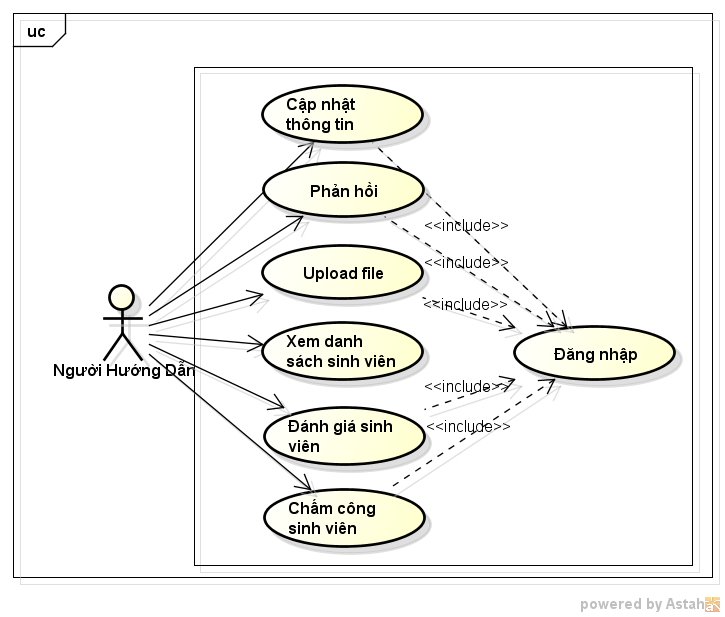 uc
Cập nhật
thông tin
Phản hồi
<<include>>
<<include>>
Upload file
<<include>>
Xem danh
sách sinh viên
Đăng nhập
Người Hướng Dẫn
<<include>>
Đánh giá sinh
viên
<<include>>
Chấm công
sinh viên
powered by Astah